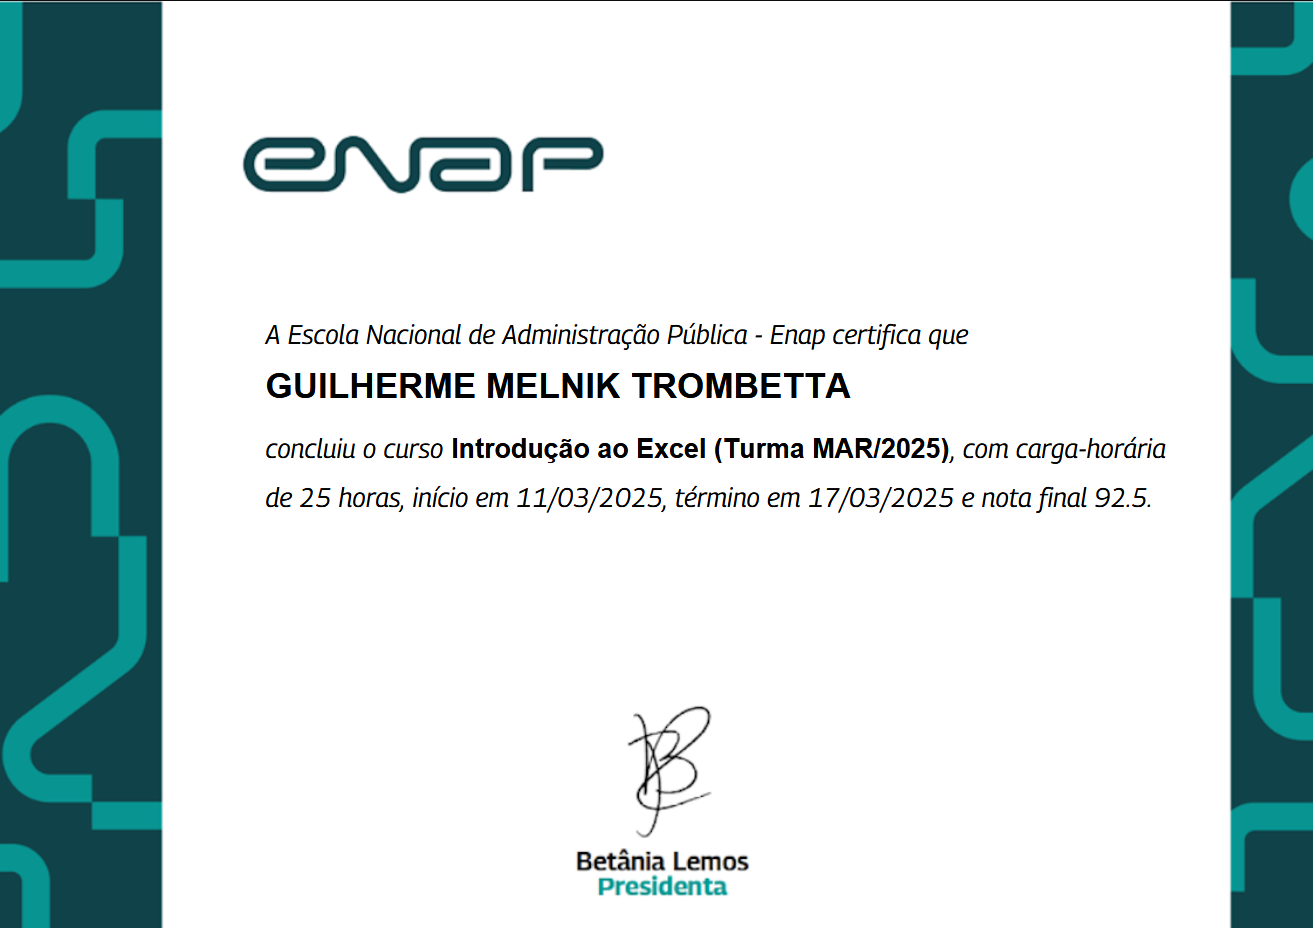 enap
A Escola Nacional de Administração Pública - Enap certifica que
GUILHERME MELNIK TROMBETTA
concluiu o curso Introdução ao Excel (Turma MAR/2025), com carga-horária
de 25 horas, início em 11/03/2025, término em 17/03/2025 e nota final 92.5.
Betânia Lemos
Presidenta